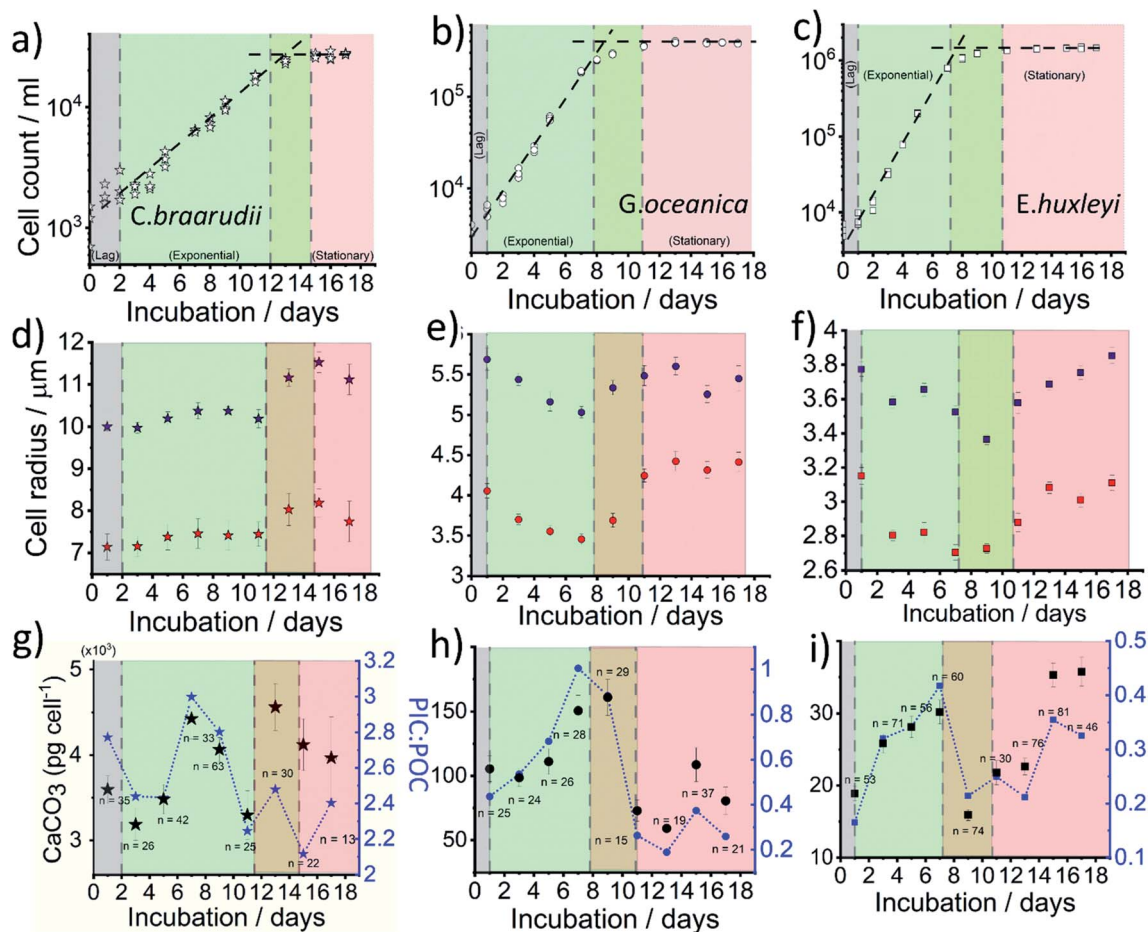 a)
Cell count / ml
10⁴
10³
C.braarudii
(Lag)
(Exponential)
(Stationary)
0 2 4 6 8 10 12 14 16 18
Incubation / days
b)
10⁵
10⁴
(Lag)
G.oceanica
(Exponential)
(Stationary)
0 2 4 6 8 10 12 14 16 18
Incubation / days
c)
10⁶
10⁵
10⁴
(Lag)
(Exponential)
(Stationary)
E.huxleyi
0 2 4 6 8 10 12 14 16 18
Incubation / days
d)
Cell radius / μm
12
11
10
9
8
7
0 2 4 6 8 10 12 14 16 18
Incubation / days
e)
6
5.5
5
4.5
4
3.5
3
0 2 4 6 8 10 12 14 16 18
Incubation / days
f)
4
3.8
3.6
3.4
3.2
3
2.8
2.6
0 2 4 6 8 10 12 14 16 18
Incubation / days
g)
(x10³)
CaCO₃ (pg cell⁻¹)
5
4
3
n = 35
n = 26
n = 42
n = 33
n = 63
n = 25
n = 30
n = 22
n = 13
3.2
3
2.8
2.6
2.4
2.2
2
0 2 4 6 8 10 12 14 16 18
Incubation / days
h)
PIC:POC
150
100
50
n = 25
n = 24
n = 26
n = 28
n = 29
n = 15
n = 19
n = 37
n = 21
1
0.8
0.6
0.4
0.2
0 2 4 6 8 10 12 14 16 18
Incubation / days
i)
30
20
10
n = 53
n = 71
n = 56
n = 60
n = 74
n = 30
n = 76
n = 81
n = 46
0.5
0.4
0.3
0.2
0.1
0 2 4 6 8 10 12 14 16 18
Incubation / days